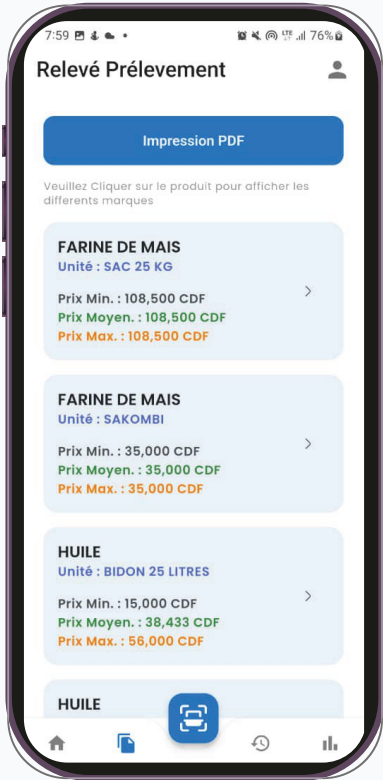 7:59
LTE 76%
Relevé Prélevement
Impression PDF
Veuillez Cliquer sur le produit pour afficher les
differents marques
FARINE DE MAIS
Unité : SAC 25 KG
Prix Min. : 108,500 CDF
Prix Moyen. : 108,500 CDF
Prix Max. : 108,500 CDF
FARINE DE MAIS
Unité : SAKOMBI
Prix Min. : 35,000 CDF
Prix Moyen. : 35,000 CDF
Prix Max. : 35,000 CDF
HUILE
Unité : BIDON 25 LITRES
Prix Min. : 15,000 CDF
Prix Moyen. : 38,433 CDF
Prix Max. : 56,000 CDF
HUILE